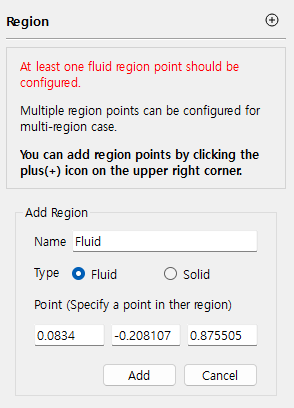 Region
At least one fluid region point should be
configured.
Multiple region points can be configured for
multi-region case.
You can add region points by clicking the
plus(+) icon on the upper right corner.
Add Region
Name Fluid
Type Fluid Solid
Point (Specify a point in ther region)
0.0834 -0.208107 0.875505
Add Cancel